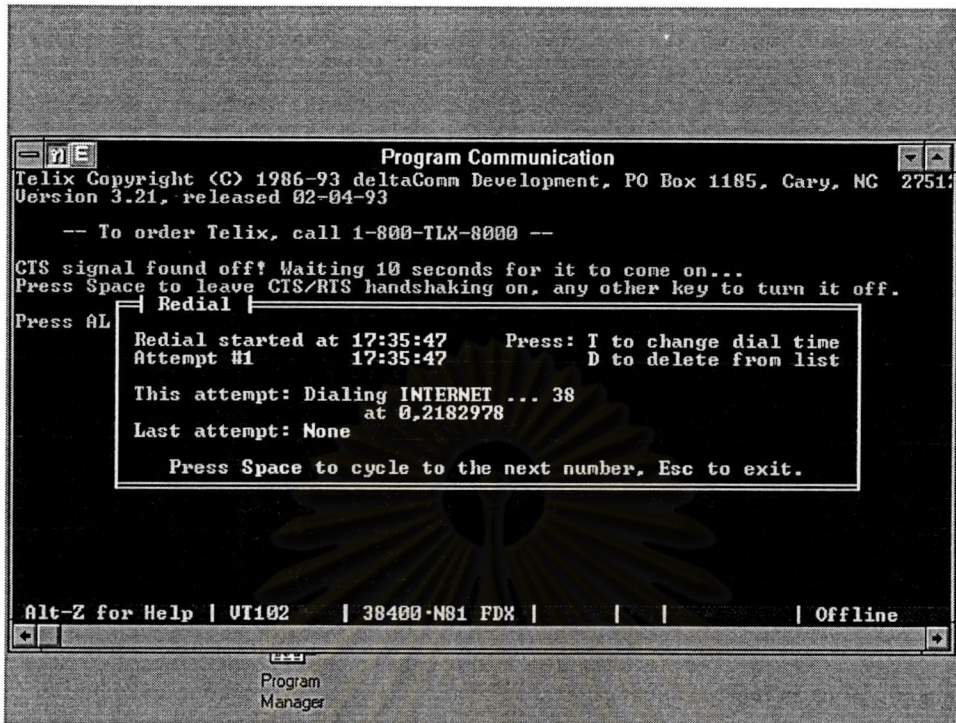 Program Communication
Telix Copyright (C) 1986-93 deltaComm Development, PO Box 1185, Cary, NC 27512
Version 3.21, released 02-04-93
-- To order Telix, call 1-800-TLX-8000 --
CTS signal found off! Waiting 10 seconds for it to come on...
Press Space to leave CTS/RTS handshaking on, any other key to turn it off.
Redial
Press AL
Redial started at 17:35:47 Press: T to change dial time
Attempt #1 17:35:47 D to delete from list
This attempt: Dialing INTERNET ... 38
at 0,2182978
Last attempt: None
Press Space to cycle to the next number, Esc to exit.
Alt-Z for Help | VT102 | 38400·N81 FDX | | | | Offline
Program
Manager